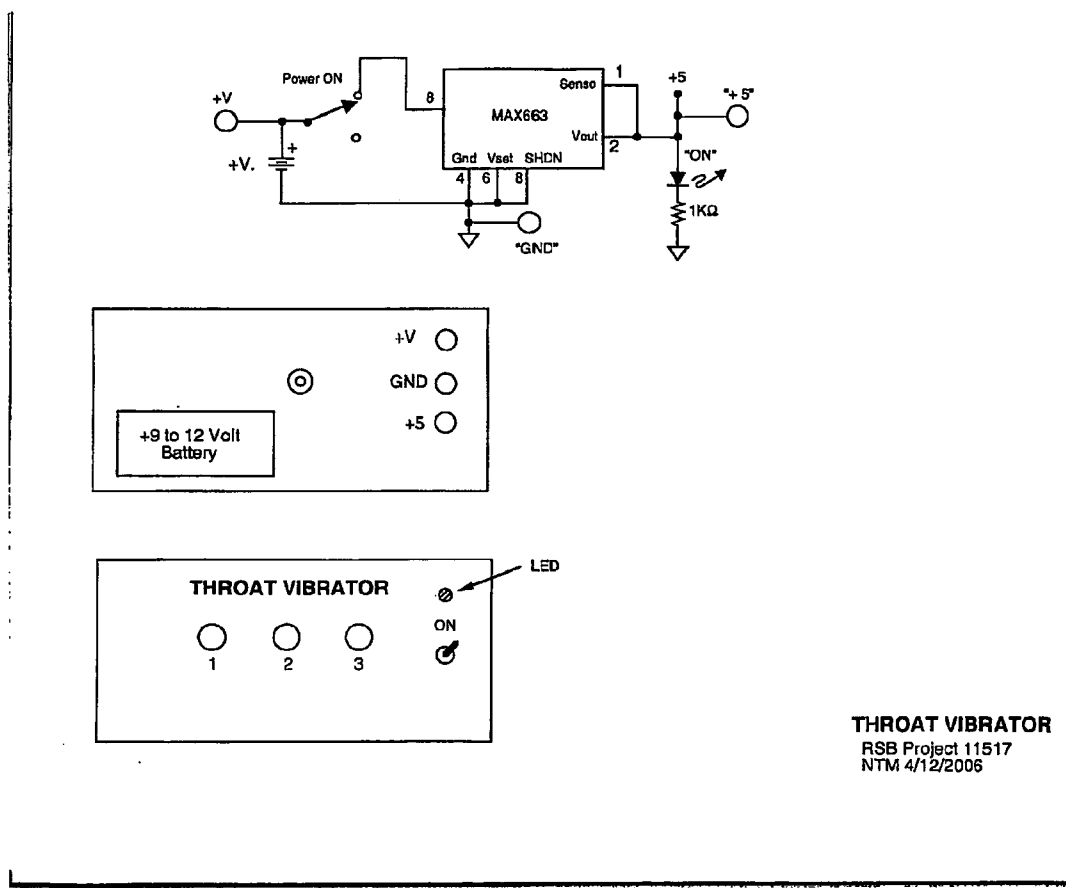 Power ON
+V
+V.
+
8
Senso
1
MAX663
Vout
2
Gnd Vset SHDN
4 6 8
"GND"
+5
"+ 5"
"ON"
1KΩ
+V
GND
+5
+9 to 12 Volt
Battery
THROAT VIBRATOR
LED
ON
1 2 3
THROAT VIBRATOR
RSB Project 11517
NTM 4/12/2006